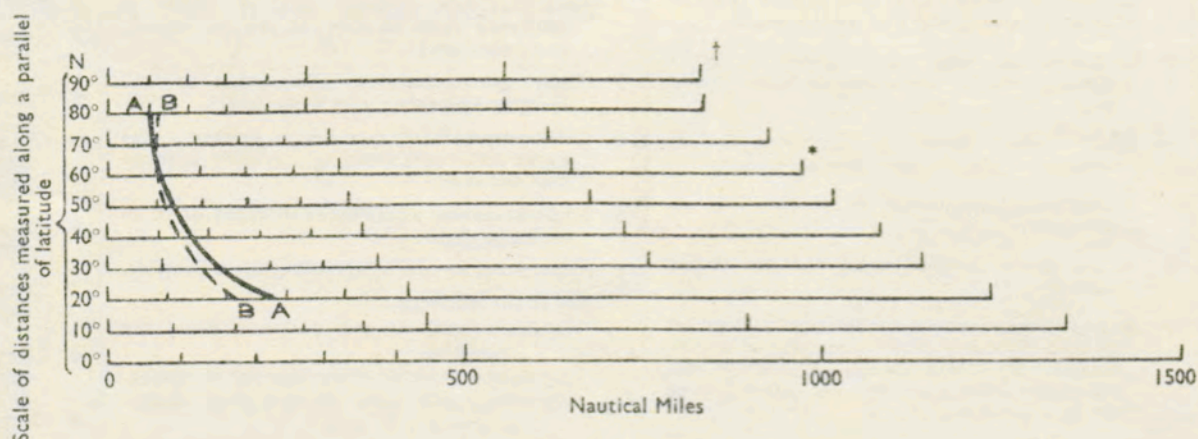 Scale of distances measured along a parallel
of latitude
N
†
90°
A B
80°
70°
*
60°
50°
40°
30°
20°
B A
10°
0°
0 500 1000 1500
Nautical Miles